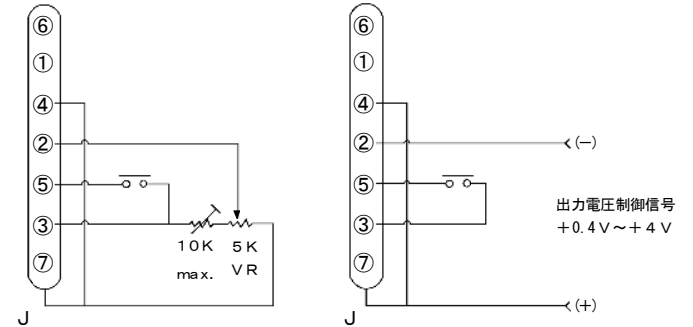 ⑥
①
④
②
⑤
③
⑦
10K 5K
max. VR
J
⑥
①
④
②
⑤
③
⑦
J
(−)
出力電圧制御信号
+0.4V～+4V
(+)